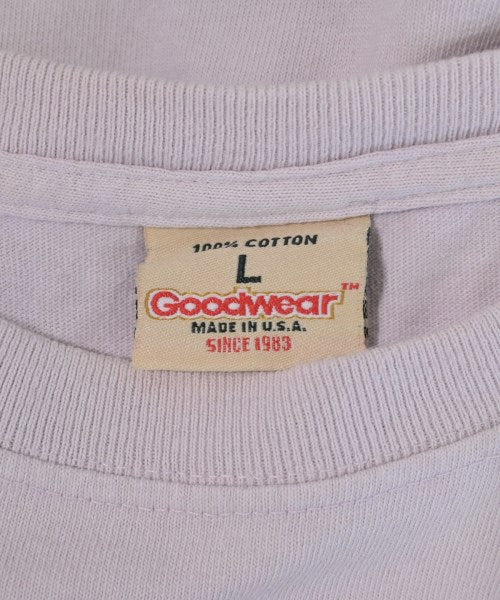 100% COTTON
L
Goodwear™
MADE IN U.S.A.
SINCE 1983